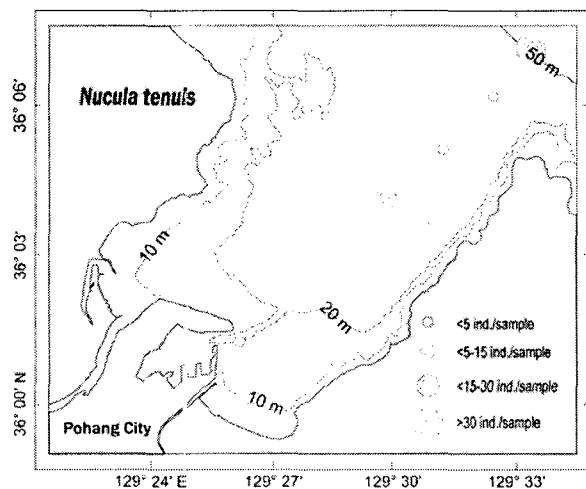 Nucula tenuis
50 m
36° 06'
10 m
36° 03'
20 m
<5 ind./sample
<5-15 ind./sample
<15-30 ind./sample
>30 ind./sample
10 m
36° 00' N
Pohang City
129° 24' E
129° 27'
129° 30'
129° 33'